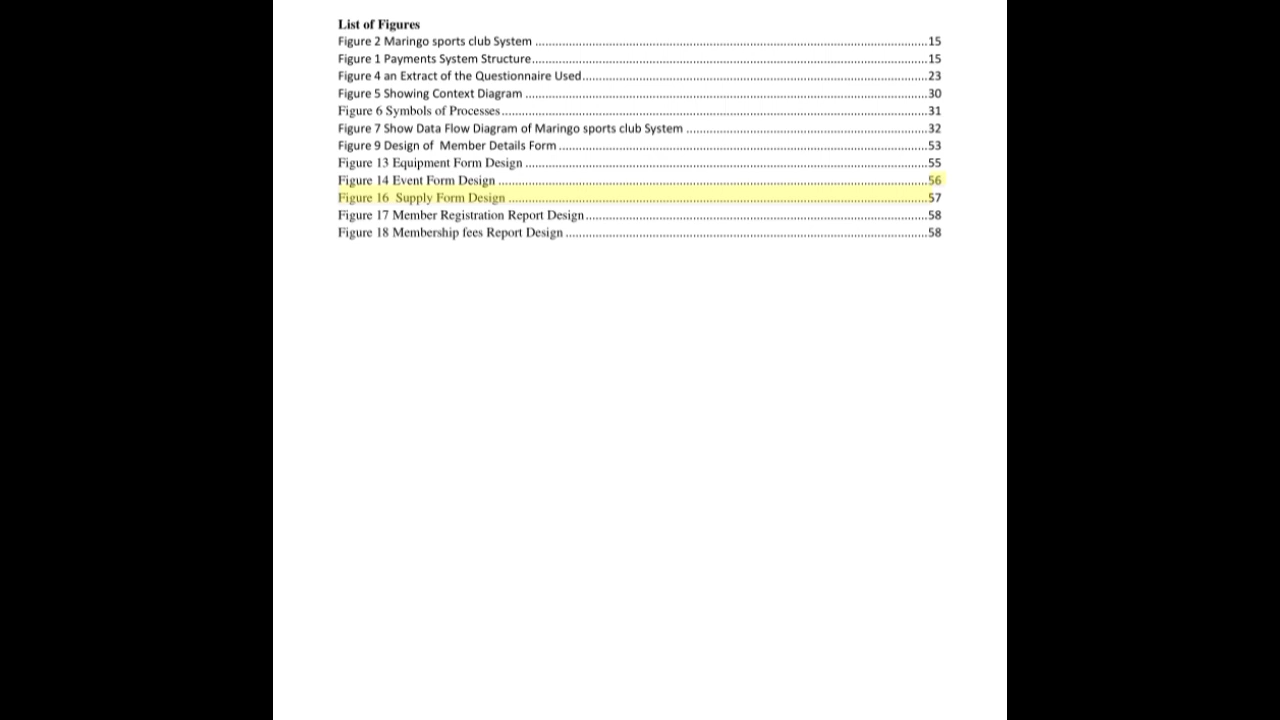 List of Figures
Figure 2 Maringo sports club System ........................................................................ 15
Figure 1 Payments System Structure........................................................................ 15
Figure 4 an Extract of the Questionnaire Used........................................................................ 23
Figure 5 Showing Context Diagram ........................................................................ 30
Figure 6 Symbols of Processes........................................................................ 31
Figure 7 Show Data Flow Diagram of Maringo sports club System ........................................................................ 32
Figure 9 Design of  Member Details Form ........................................................................ 53
Figure 13 Equipment Form Design ........................................................................ 55
Figure 14 Event Form Design ........................................................................ 56
Figure 16  Supply Form Design ........................................................................ 57
Figure 17 Member Registration Report Design........................................................................ 58
Figure 18 Membership fees Report Design ........................................................................ 58